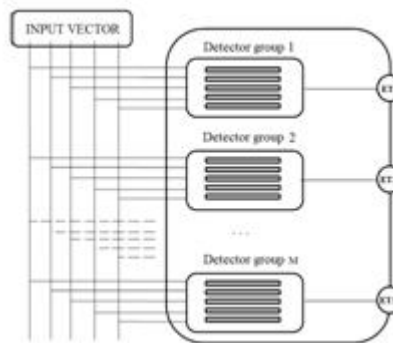 INPUT VECTOR
Detector group 1
Detector group 2
. . .
Detector group M